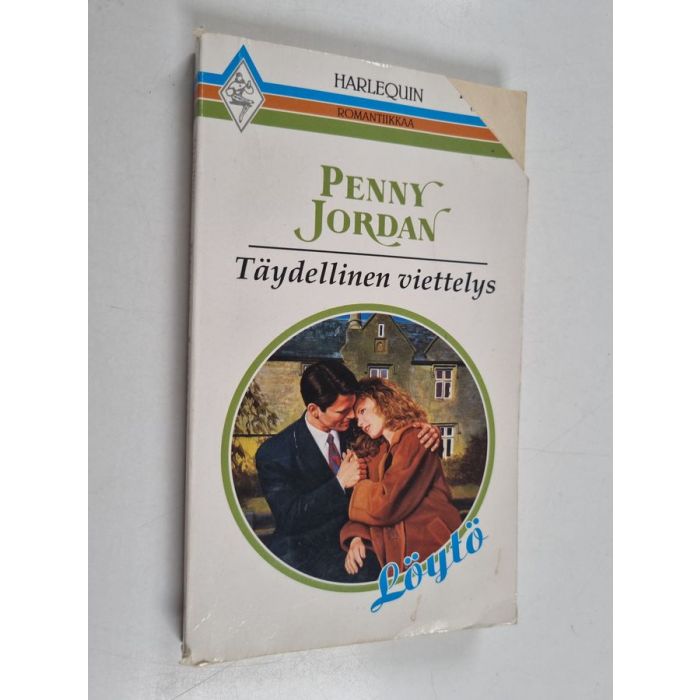 HARLEQUIN
ROMANTIIKKAA
PENNY
JORDAN
Täydellinen viettelys
Löytö